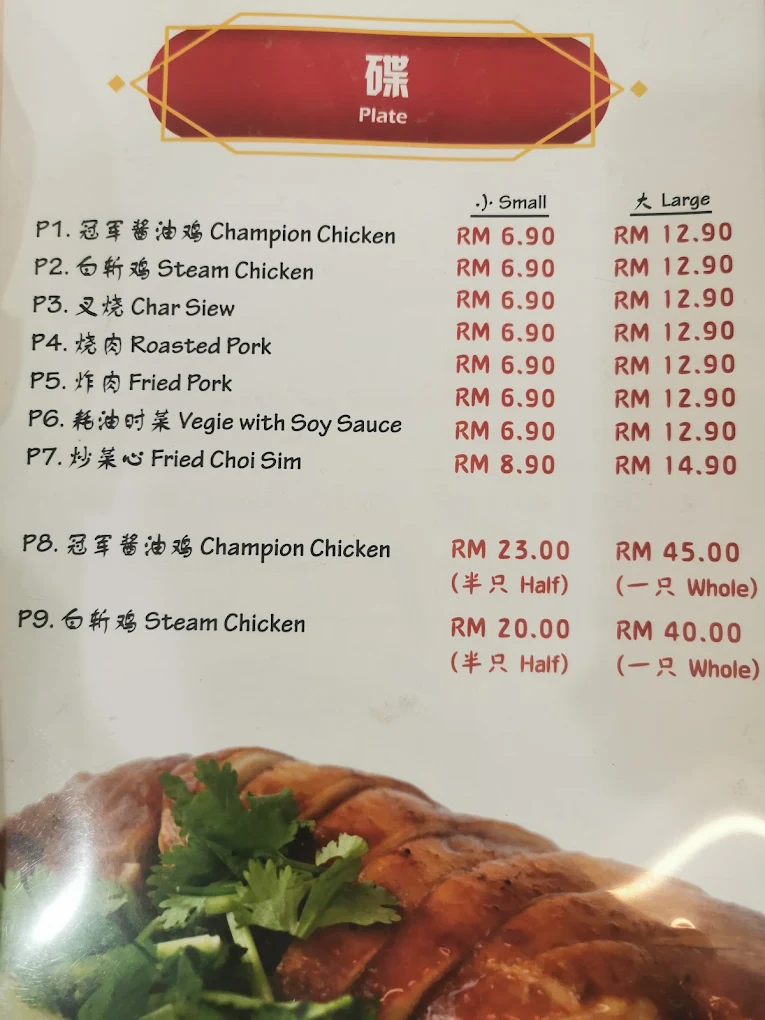 碟
Plate
小 Small
大 Large
P1. 冠军酱油鸡 Champion Chicken
P2. 白斩鸡 Steam Chicken
P3. 叉烧 Char Siew
P4. 烧肉 Roasted Pork
P5. 炸肉 Fried Pork
P6. 耗油时菜 Vegie with Soy Sauce
P7. 炒菜心 Fried Choi Sim
RM 6.90
RM 6.90
RM 6.90
RM 6.90
RM 6.90
RM 6.90
RM 6.90
RM 8.90
RM 12.90
RM 12.90
RM 12.90
RM 12.90
RM 12.90
RM 12.90
RM 12.90
RM 14.90
P8. 冠军酱油鸡 Champion Chicken
RM 23.00
(半只 Half)
RM 45.00
(一只 Whole)
P9. 白斩鸡 Steam Chicken
RM 20.00
(半只 Half)
RM 40.00
(一只 Whole)